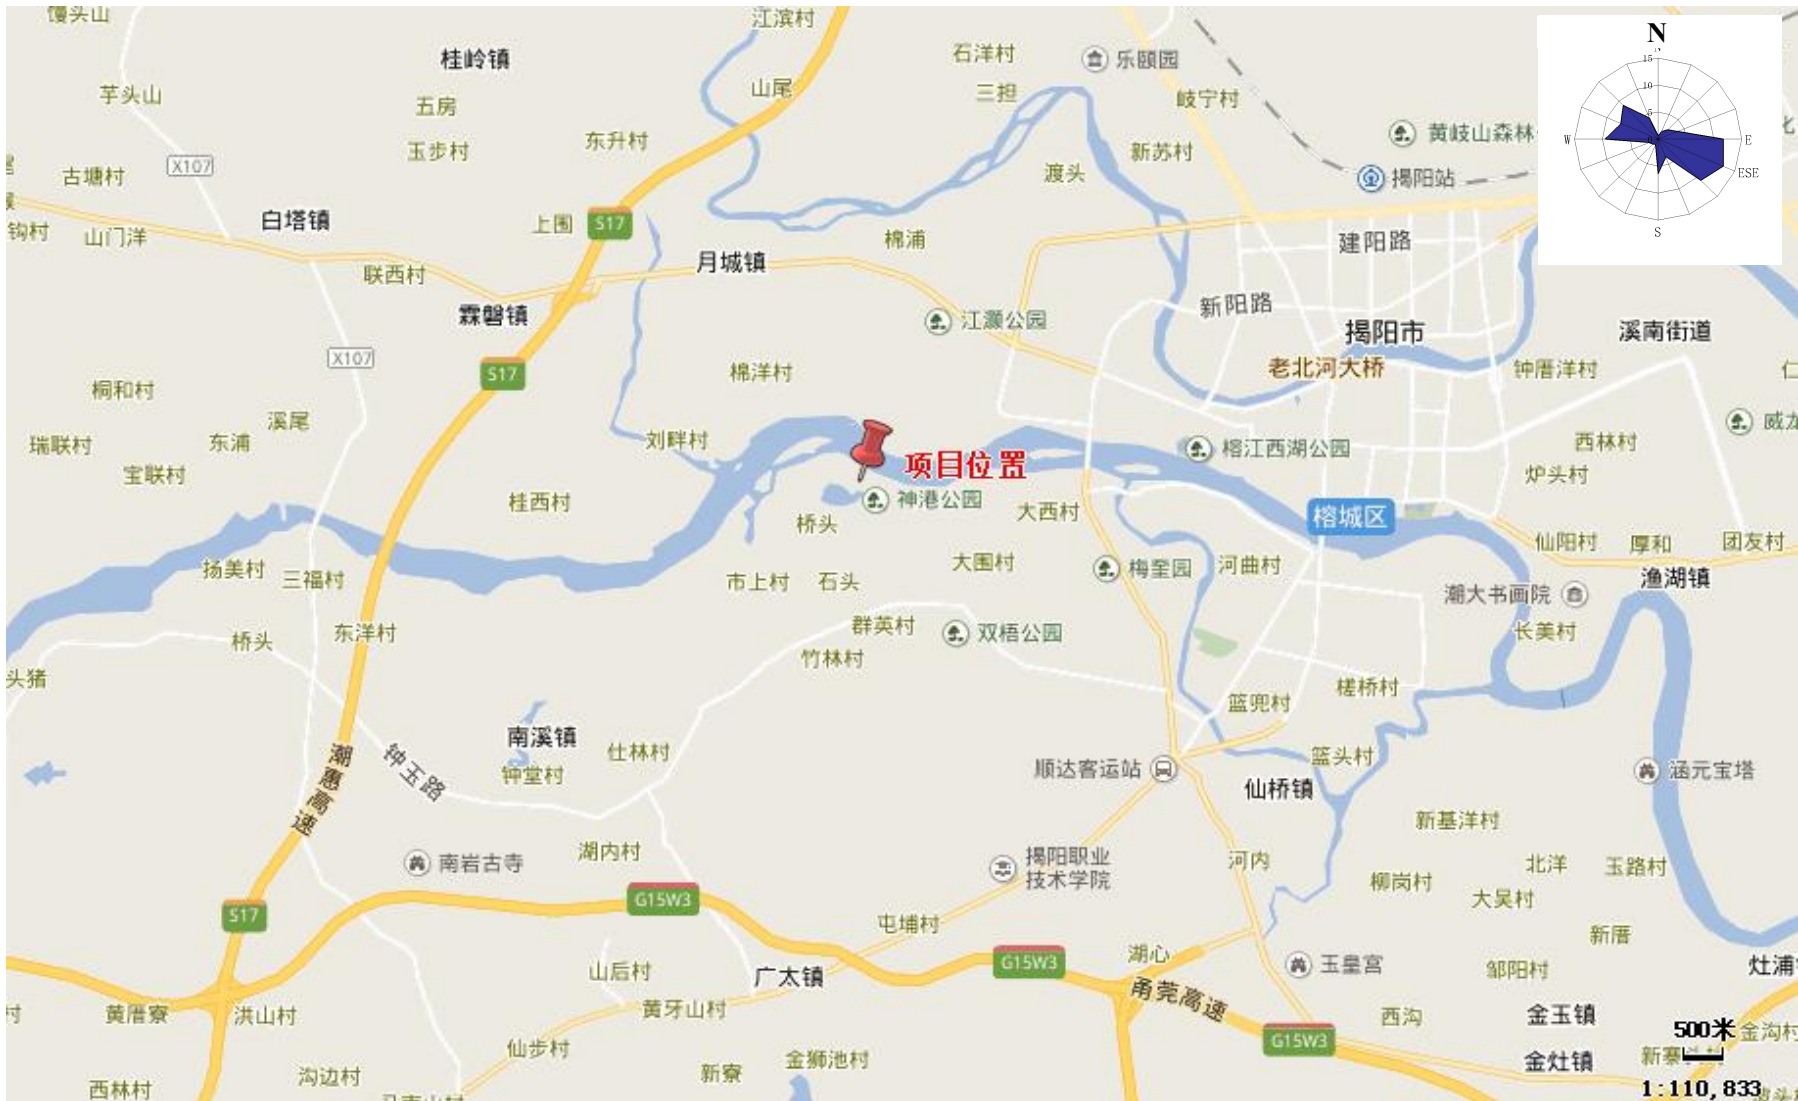 馒头山
江滨村
N
桂岭镇
石洋村
乐颐园
15
芋头山
五房
山尾
三担
岐宁村
10
X107
玉步村
东升村
渡头
新苏村
黄岐山森林
5
W
E
ESE
S
古塘村
揭阳站
钩村
山门洋
白塔镇
上围
S17
棉浦
建阳路
联西村
月城镇
霖磐镇
江灏公园
新阳路
揭阳市
溪南街道
X107
S17
棉洋村
老北河大桥
钟厝洋村
仁
桐和村
溪尾
瑞联村
东浦
刘畔村
项目位置
榕江西湖公园
西林村
威龙
宝联村
桂西村
神港公园
炉头村
桥头
大西村
榕城区
仙阳村
厚和
团友村
扬美村
三福村
市上村
石头
大围村
梅奎园
河曲村
渔湖镇
潮大书画院
桥头
东洋村
群英村
双梧公园
长美村
头猪
竹林村
槎桥村
篮兜村
南溪镇
仕林村
钟堂村
钟玉路
潮惠高速
篮头村
顺达客运站
仙桥镇
涵元宝塔
新基洋村
南岩古寺
湖内村
揭阳职业
技术学院
河内
北洋
玉路村
柳岗村
大吴村
G15W3
S17
屯埔村
新厝
湖心
G15W3
玉皇宫
邹阳村
灶浦
山后村
广太镇
甬莞高速
村
黄厝寮
洪山村
黄牙山村
西沟
金玉镇
500米
金沟村
G15W3
仙步村
金狮池村
金灶镇
新寨
新寮
沟边村
西林村
1:110,833